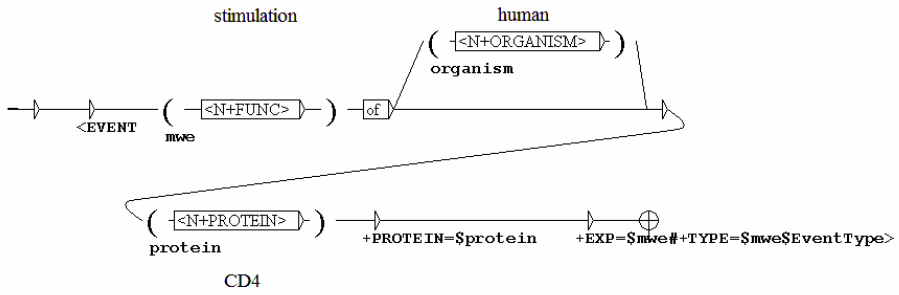 stimulation human
( <N+ORGANISM> )
organism
<EVENT ( <N+FUNC> ) of
mwe
( <N+PROTEIN> )
protein +PROTEIN=$protein +EXP=$mwe#+TYPE=$mwe$EventType>
CD4